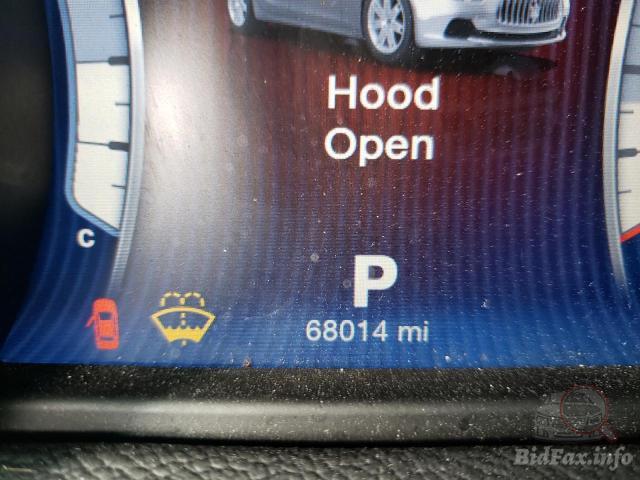 Hood
Open
C
P
68014 mi
BidFax.info